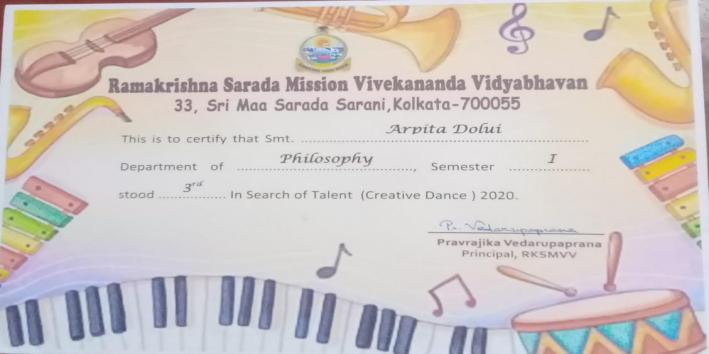 Ramakrishna Sarada Mission Vivekananda Vidyabhavan
33, Sri Maa Sarada Sarani,Kolkata-700055
This is to certify that Smt. Arpita Dolui
Department of Philosophy, Semester I
stood 3rd In Search of Talent (Creative Dance ) 2020.
Pr. Vedarupaprana
Pravrajika Vedarupaprana
Principal, RKSMVV